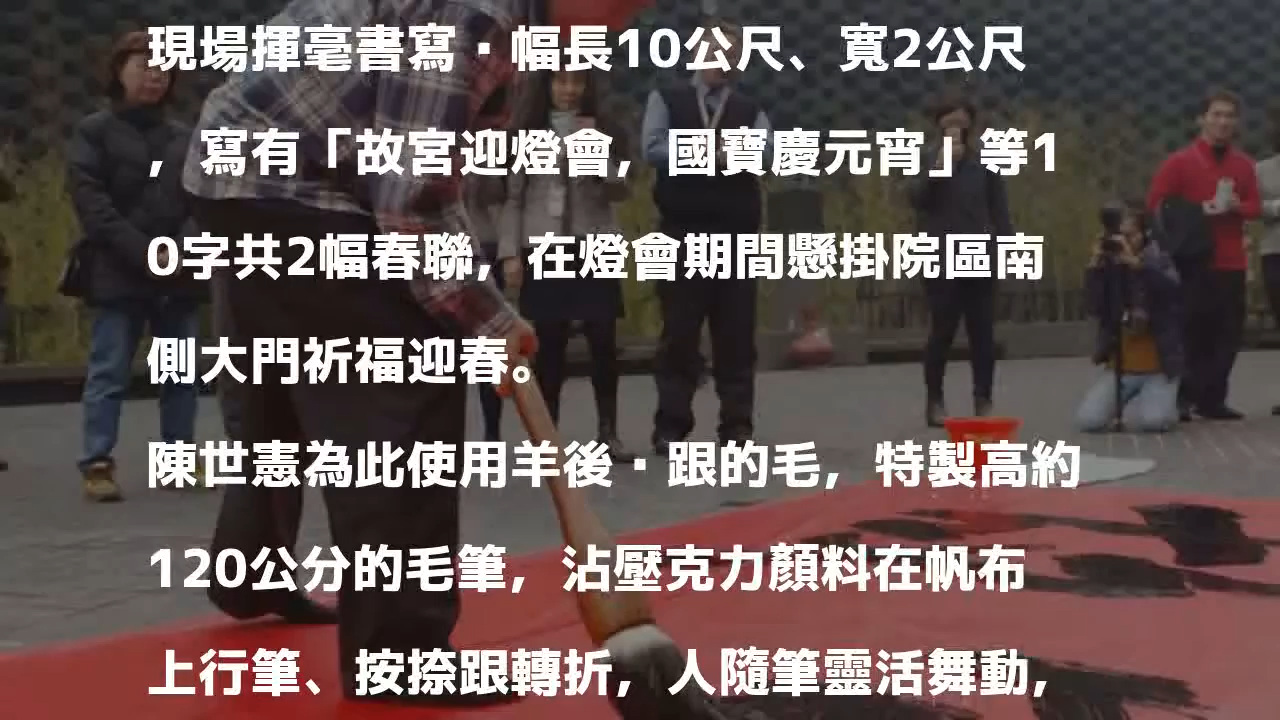 現場揮毫書寫▪幅長10公尺、寬2公尺
，寫有「故宮迎燈會，國寶慶元宵」等1
0字共2幅春聯，在燈會期間懸掛院區南
側大門祈福迎春。
陳世憲為此使用羊後▪跟的毛，特製高約
120公分的毛筆，沾壓克力顏料在帆布
上行筆、按捺跟轉折，人隨筆靈活舞動，